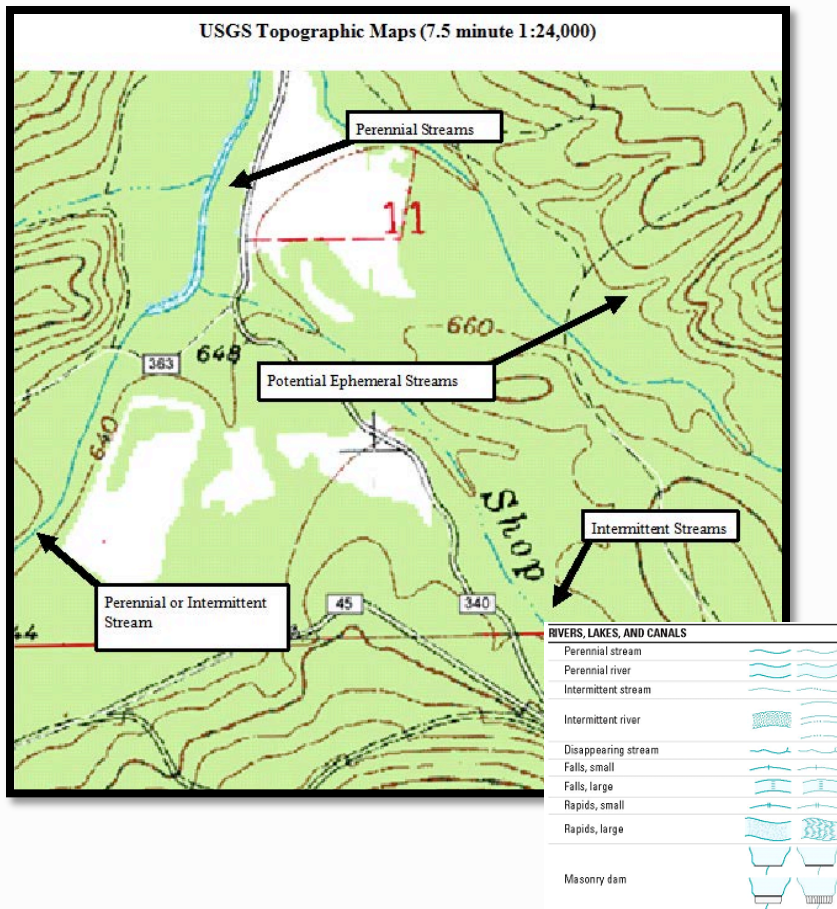 USGS Topographic Maps (7.5 minute 1:24,000)
Perennial Streams
11
660
648
363
Potential Ephemeral Streams
640
Shop
Intermittent Streams
Perennial or Intermittent
Stream
45
340
44
RIVERS, LAKES, AND CANALS
Perennial stream
Perennial river
Intermittent stream
Intermittent river
Disappearing stream
Falls, small
Falls, large
Rapids, small
Rapids, large
Masonry dam